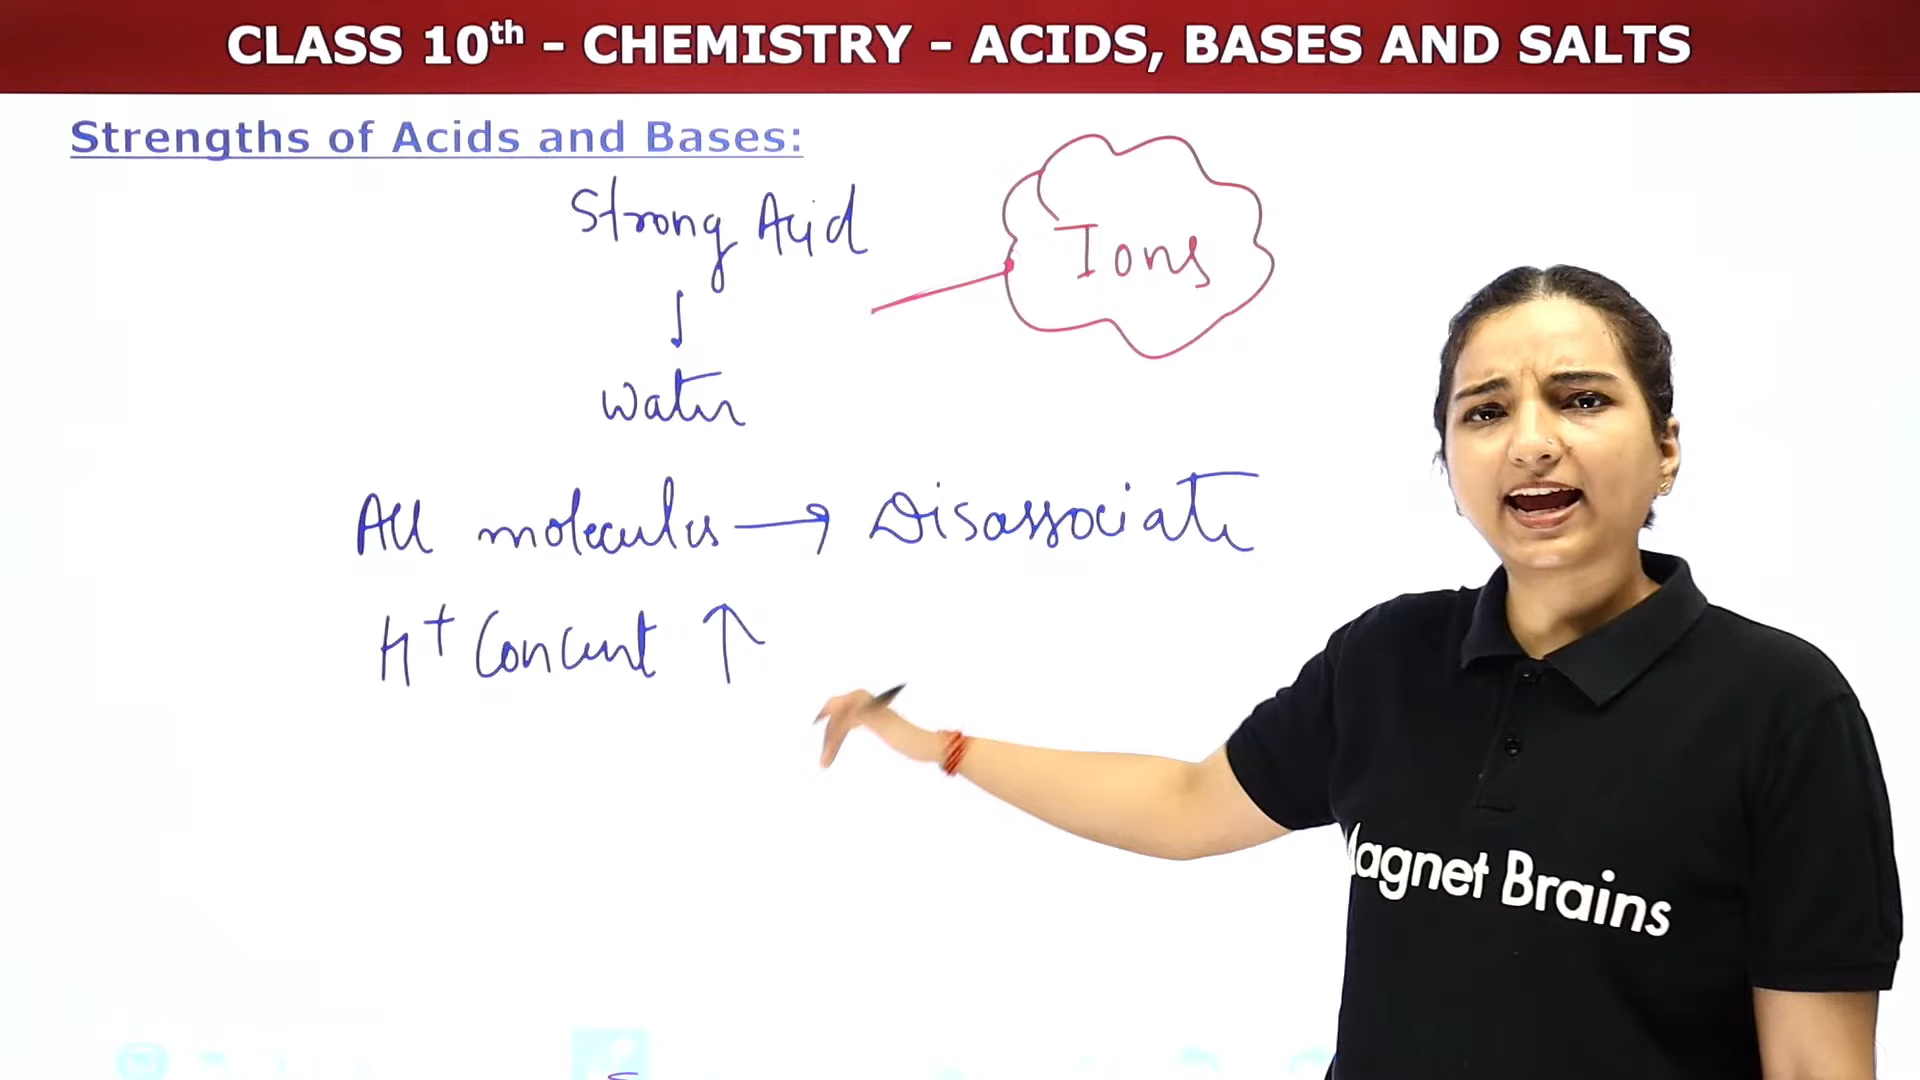 CLASS 10th - CHEMISTRY - ACIDS, BASES AND SALTS
Strengths of Acids and Bases:
Strong Acid
Ions
Water
All molecules → Disassociate
H+ Concent ↑
Magnet Brains